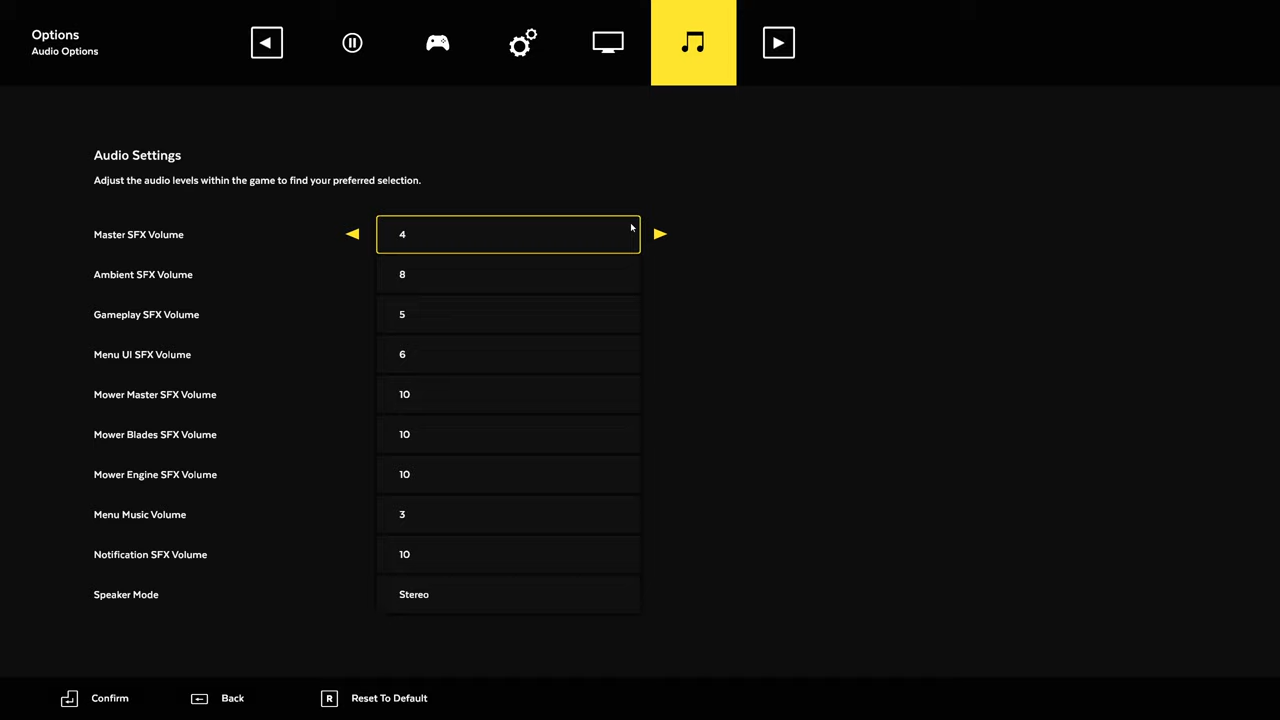 Options
Audio Options
Audio Settings
Adjust the audio levels within the game to find your preferred selection.
Master SFX Volume 4
Ambient SFX Volume 8
Gameplay SFX Volume 5
Menu UI SFX Volume 6
Mower Master SFX Volume 10
Mower Blades SFX Volume 10
Mower Engine SFX Volume 10
Menu Music Volume 3
Notification SFX Volume 10
Speaker Mode Stereo
Confirm Back R Reset To Default